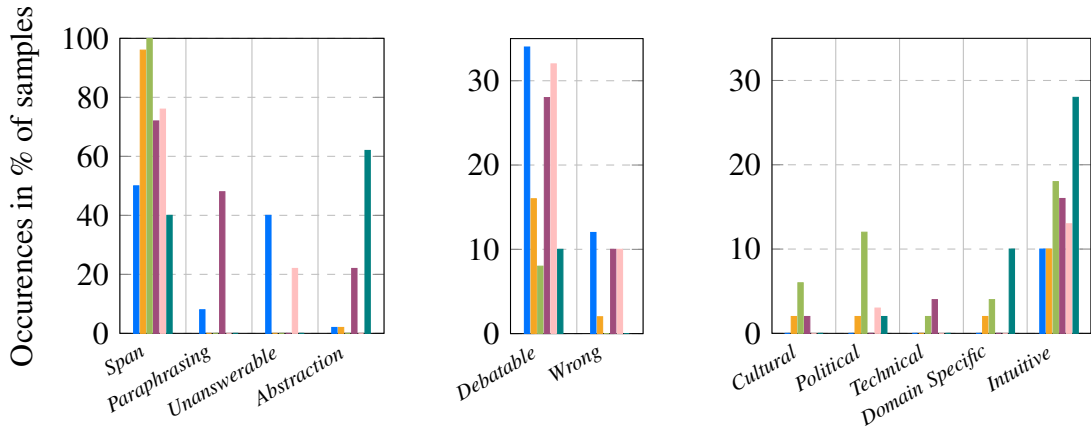 Occurences in % of samples
100
80
60
40
20
0
Span
Paraphrasing
Unanswerable
Abstraction
30
20
10
0
Debatable
Wrong
30
20
10
0
Cultural
Political
Technical
Domain Specific
Intuitive